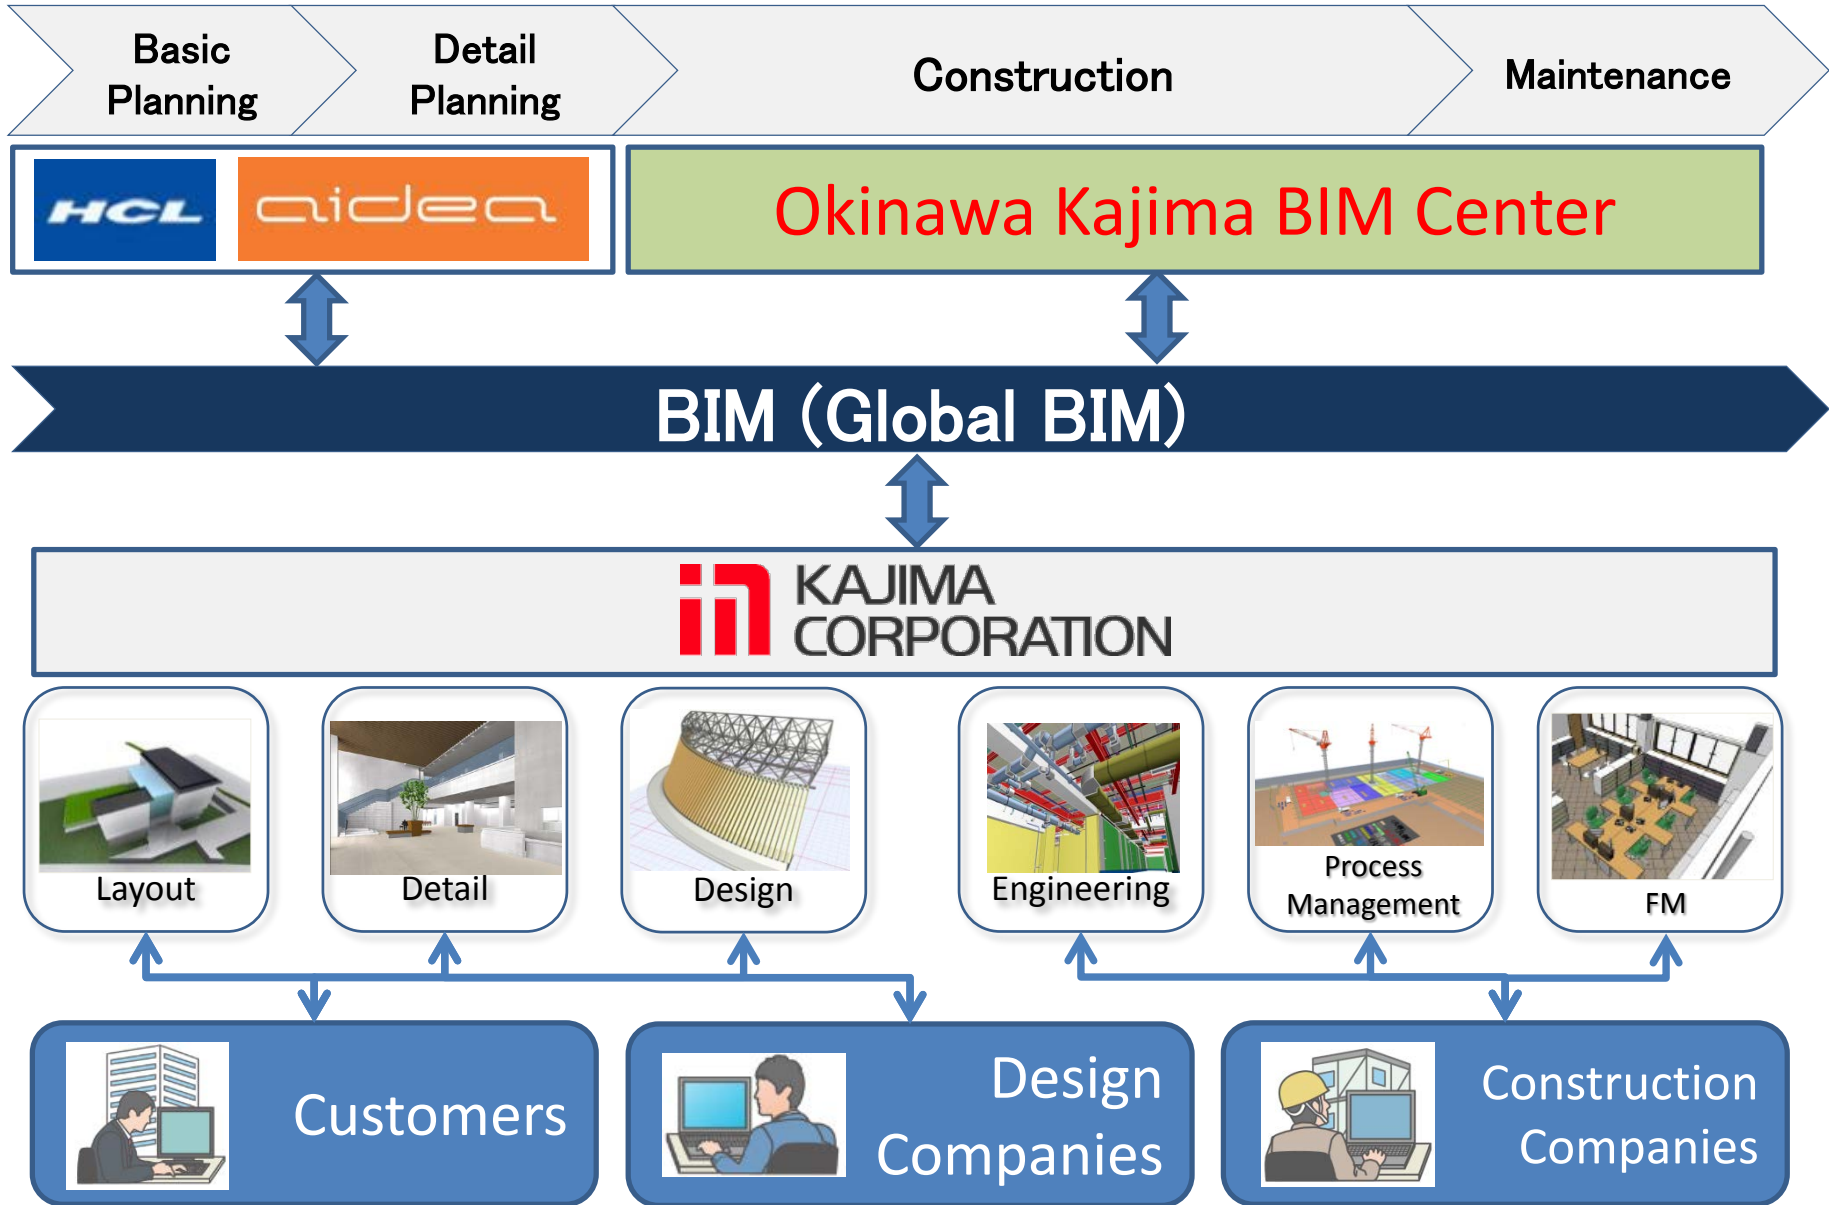 Basic
Planning
Detail
Planning
Construction
Maintenance
HCL
aidea
Okinawa Kajima BIM Center
BIM (Global BIM)
KAJIMA
CORPORATION
Layout
Detail
Design
Engineering
Process
Management
FM
Customers
Design
Companies
Construction
Companies